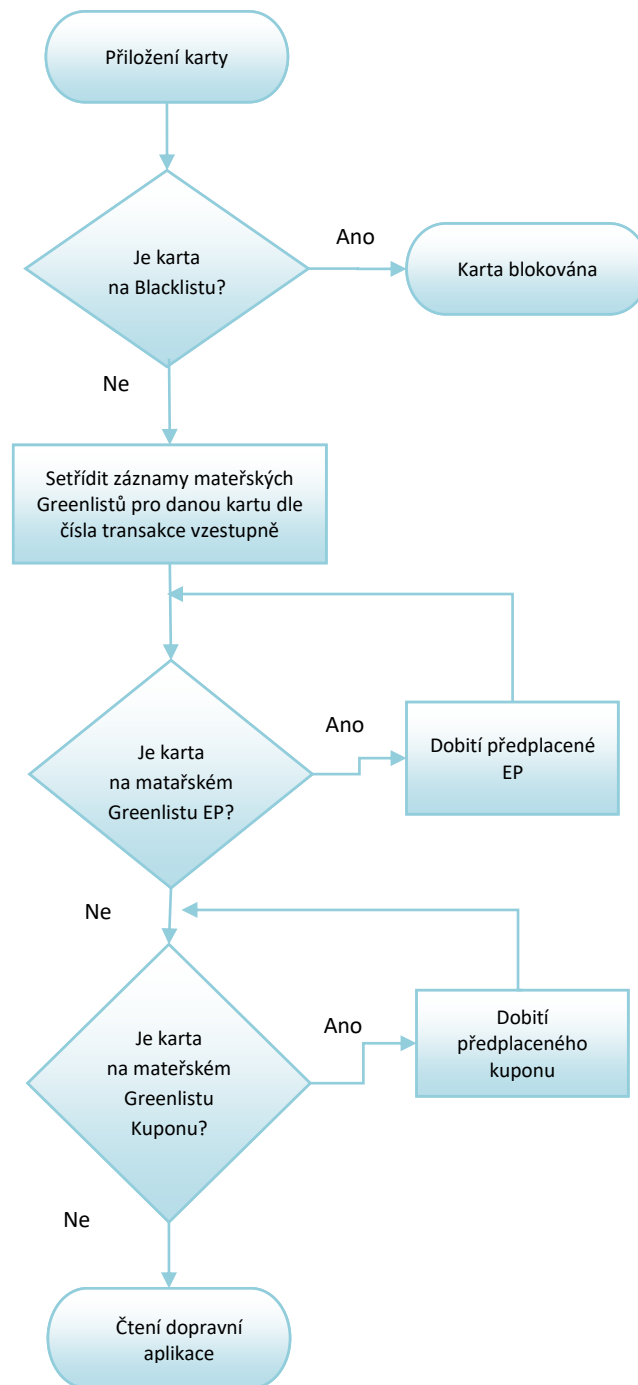 Přiložení karty
Je karta
na Blacklistu?
Ano
Karta blokována
Ne
Setřídit záznamy mateřských
Greenlistů pro danou kartu dle
čísla transakce vzestupně
Je karta
na matařském
Greenlistu EP?
Ano
Dobití předplacené
EP
Ne
Je karta
na mateřském
Greenlistu
Kuponu?
Ano
Dobití
předplaceného
kuponu
Ne
Čtení dopravní
aplikace